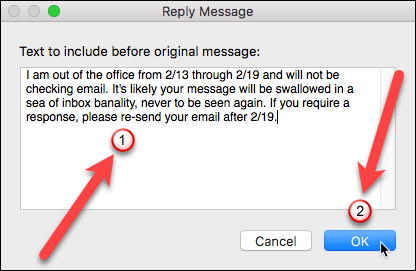 Reply Message
Text to include before original message:
I am out of the office from 2/13 through 2/19 and will not be
checking email. It's likely your message will be swallowed in a
sea of inbox banality, never to be seen again. If you require a
response, please re-send your email after 2/19.
1
2
Cancel
OK